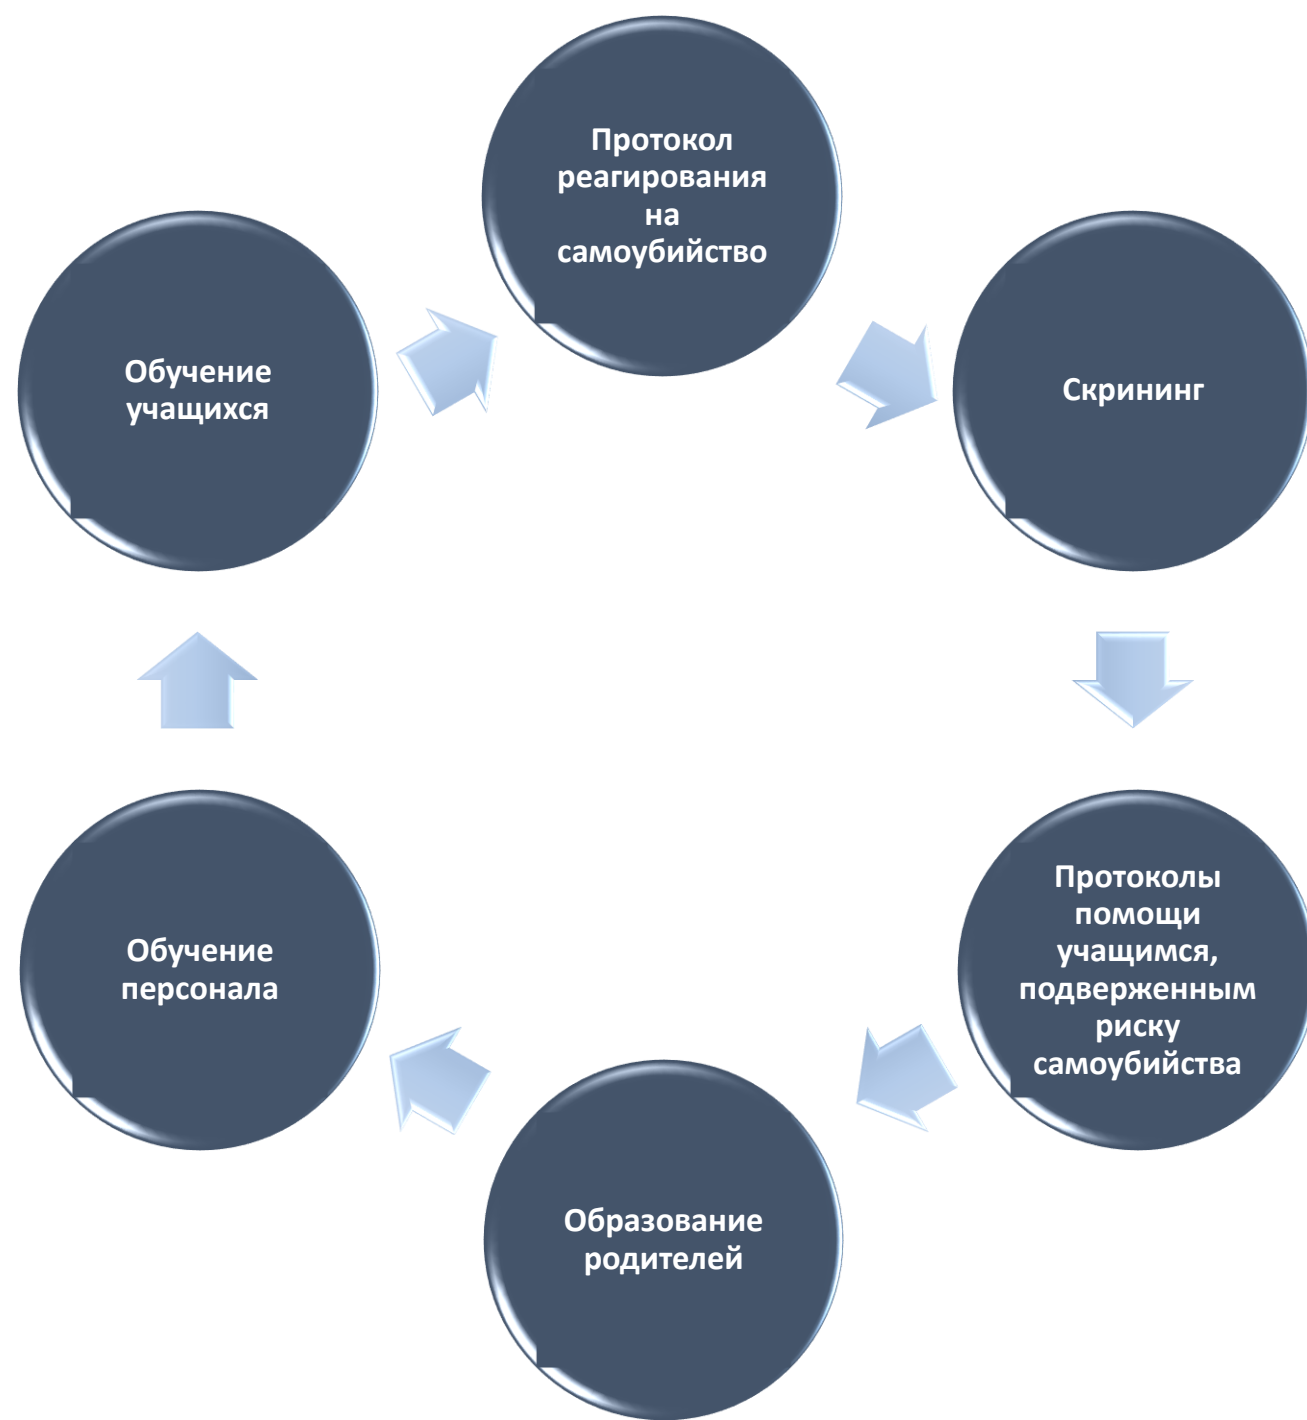 Протокол
реагирования
на
самоубийство
Скрининг
Протоколы
помощи
учащимся,
подверженным
риску
самоубийства
Образование
родителей
Обучение
персонала
Обучение
учащихся